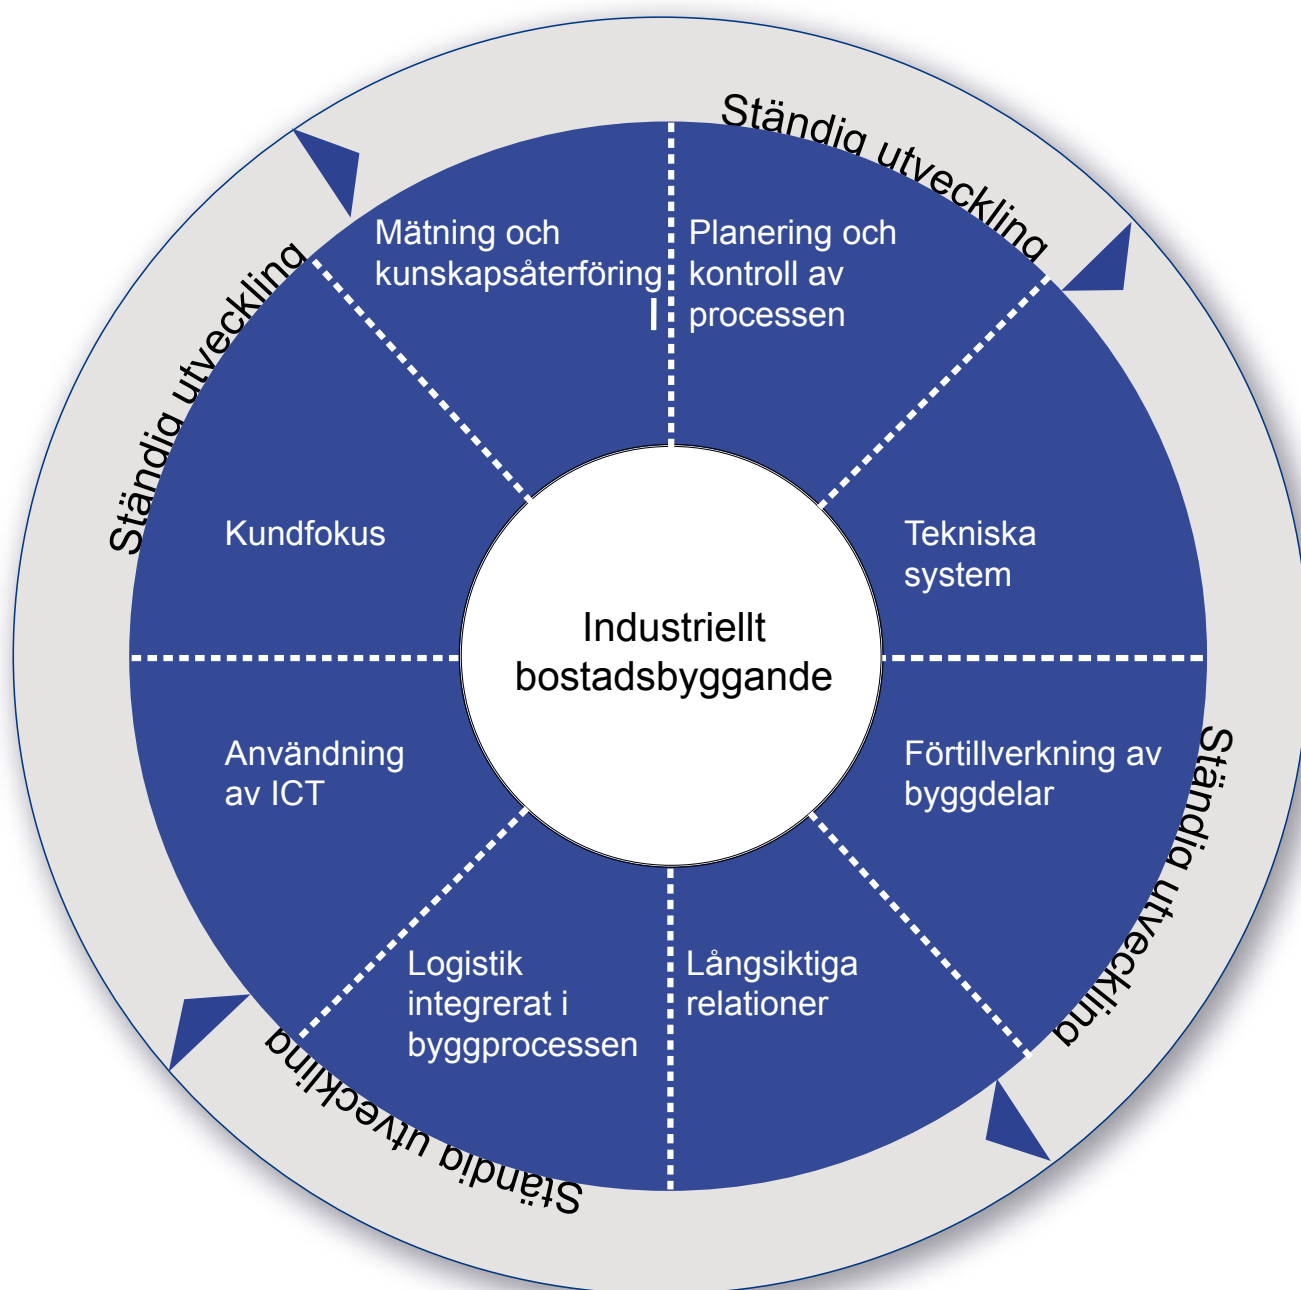 Ständig utveckling
Mätning och
kunskapsåterföring
Planering och
kontroll av
processen
Ständig utveckling
Kundfokus
Tekniska
system
Industriellt
bostadsbyggande
Användning
av ICT
Förtillverkning av
byggdelar
Ständig utveckling
Logistik
integrerat i
byggprocessen
Långsiktiga
relationer
Ständig utveckling